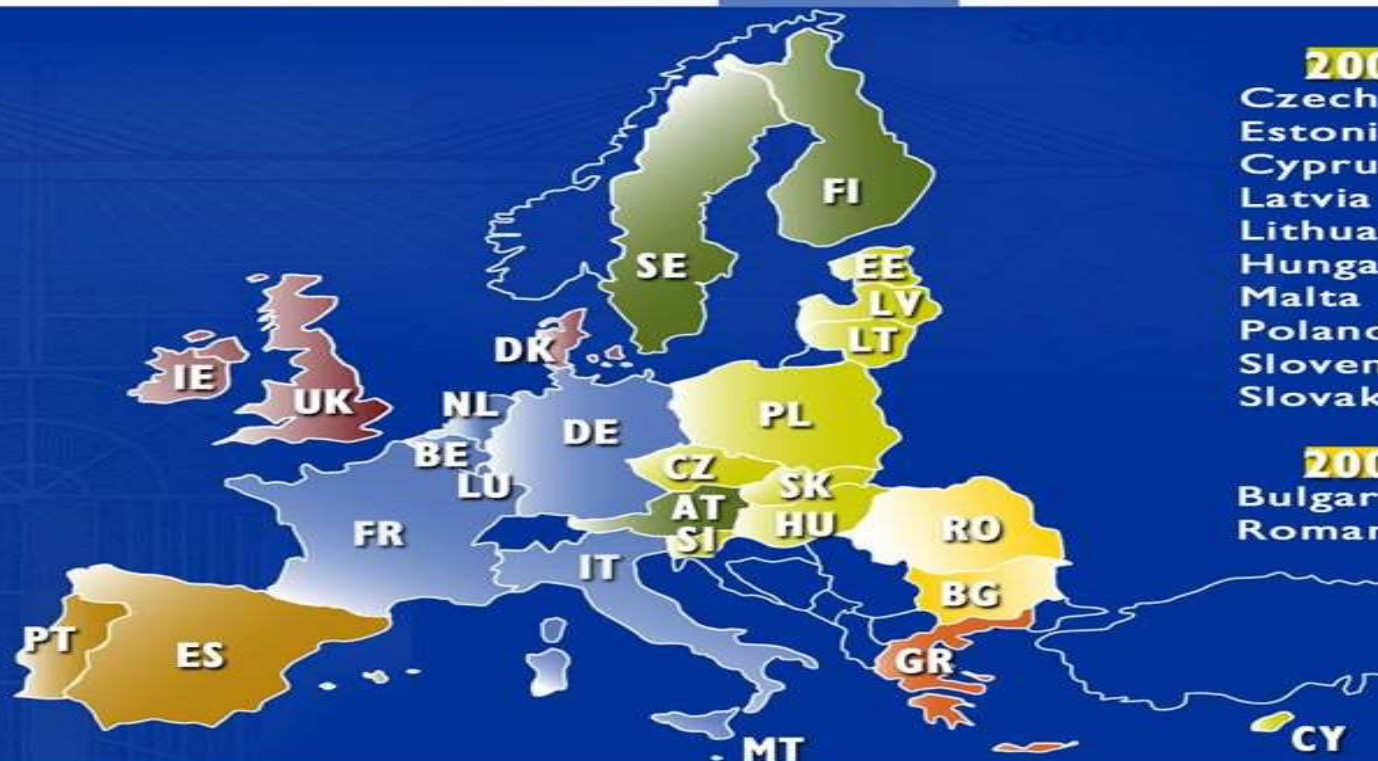 FI
SE
EE
LV
LT
DK
IE
UK
NL
DE
PL
BE
LU
CZ
SK
AT
HU
SI
FR
IT
RO
BG
PT
ES
GR
MT
CY
200
Czech
Estoni
Cypru
Latvia
Lithua
Hunga
Malta
Poland
Sloven
Slovak
200
Bulgar
Roman